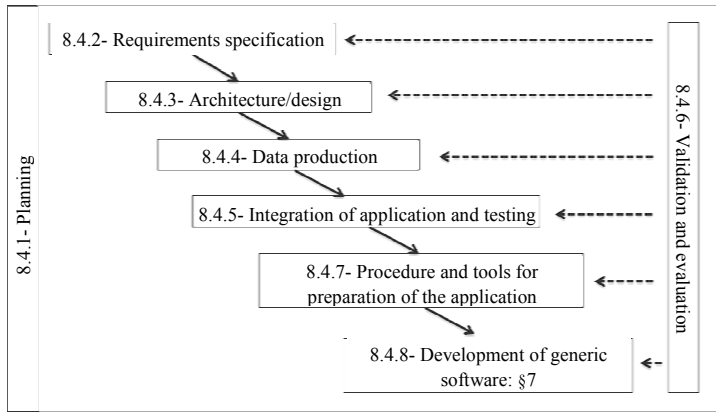 8.4.1- Planning
8.4.2- Requirements specification
8.4.3- Architecture/design
8.4.4- Data production
8.4.5- Integration of application and testing
8.4.7- Procedure and tools for
preparation of the application
8.4.8- Development of generic
software: §7
8.4.6- Validation and evaluation